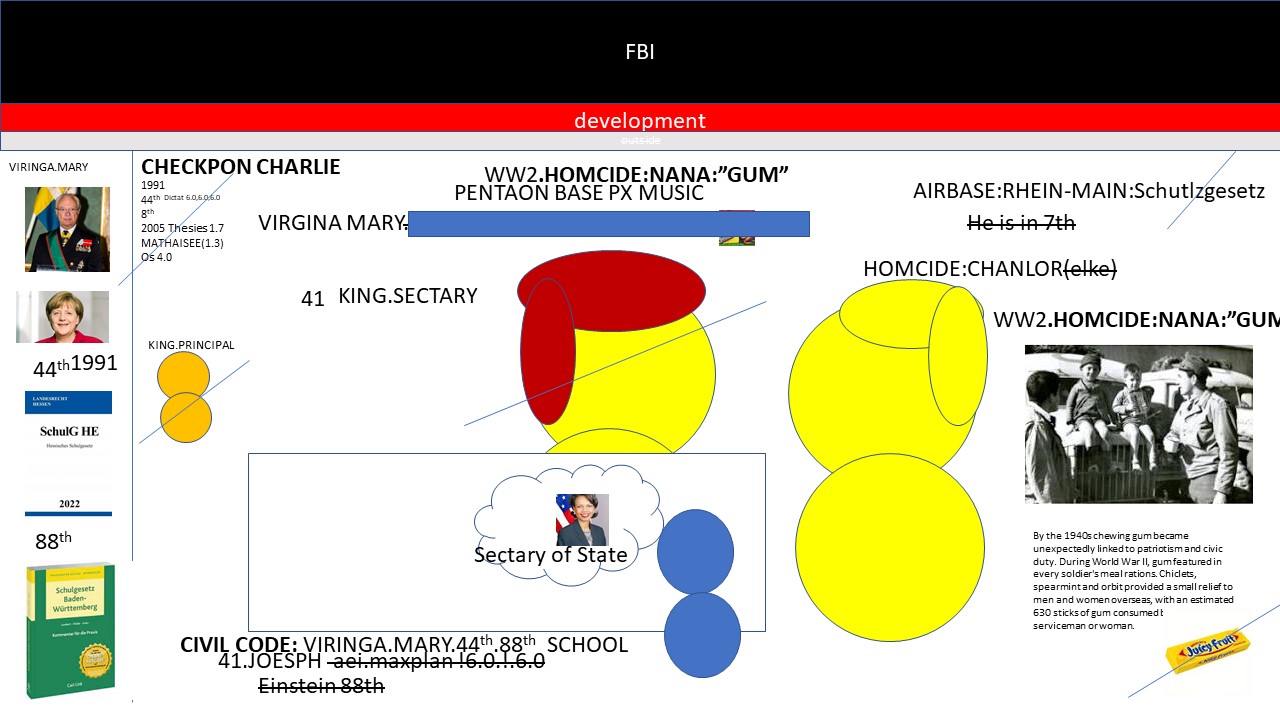 FBI
development
outside
VIRINGA.MARY
44th 1991
LANDESRECHT
HESSEN
SchulG HE
Hessisches Schulgesetz
2022
88th
Schulgesetz
Baden-
Württemberg
Kommentar für die Praxis
Carl Link
CHECKPON CHARLIE
1991
44th Dictat 6.0,6.0,6.0
8th
2005 Thesies 1.7
MATHAISEE(1.3)
Os 4.0
WW2.HOMCIDE:NANA:”GUM”
PENTAON BASE PX MUSIC
VIRGINA MARY.
41 KING.SECTARY
KING.PRINCIPAL
Sectary of State
CIVIL CODE: VIRINGA.MARY.44th.88th SCHOOL
41.JOESPH aei.maxplan !6.0.!.6.0
Einstein 88th
AIRBASE:RHEIN-MAIN:Schutlzgesetz
He is in 7th
HOMCIDE:CHANLOR(elke)
WW2.HOMCIDE:NANA:”GUM
By the 1940s chewing gum became
unexpectedly linked to patriotism and civic
duty. During World War II, gum featured in
every soldier's meal rations. Chiclets,
spearmint and orbit provided a small relief to
men and women overseas, with an estimated
630 sticks of gum consumed
serviceman or woman.
Juicy Fruit